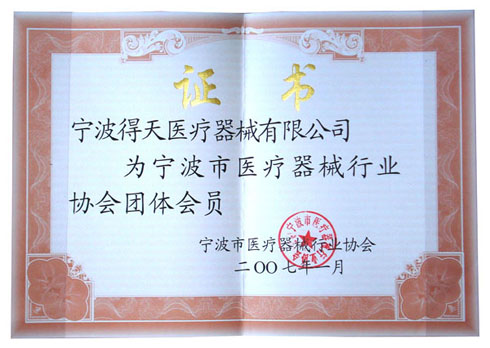 证书
宁波得天医疗器械有限公司
为宁波市医疗器械行业
协会团体会员
宁波市医疗器械行业协会
二〇〇七年一月